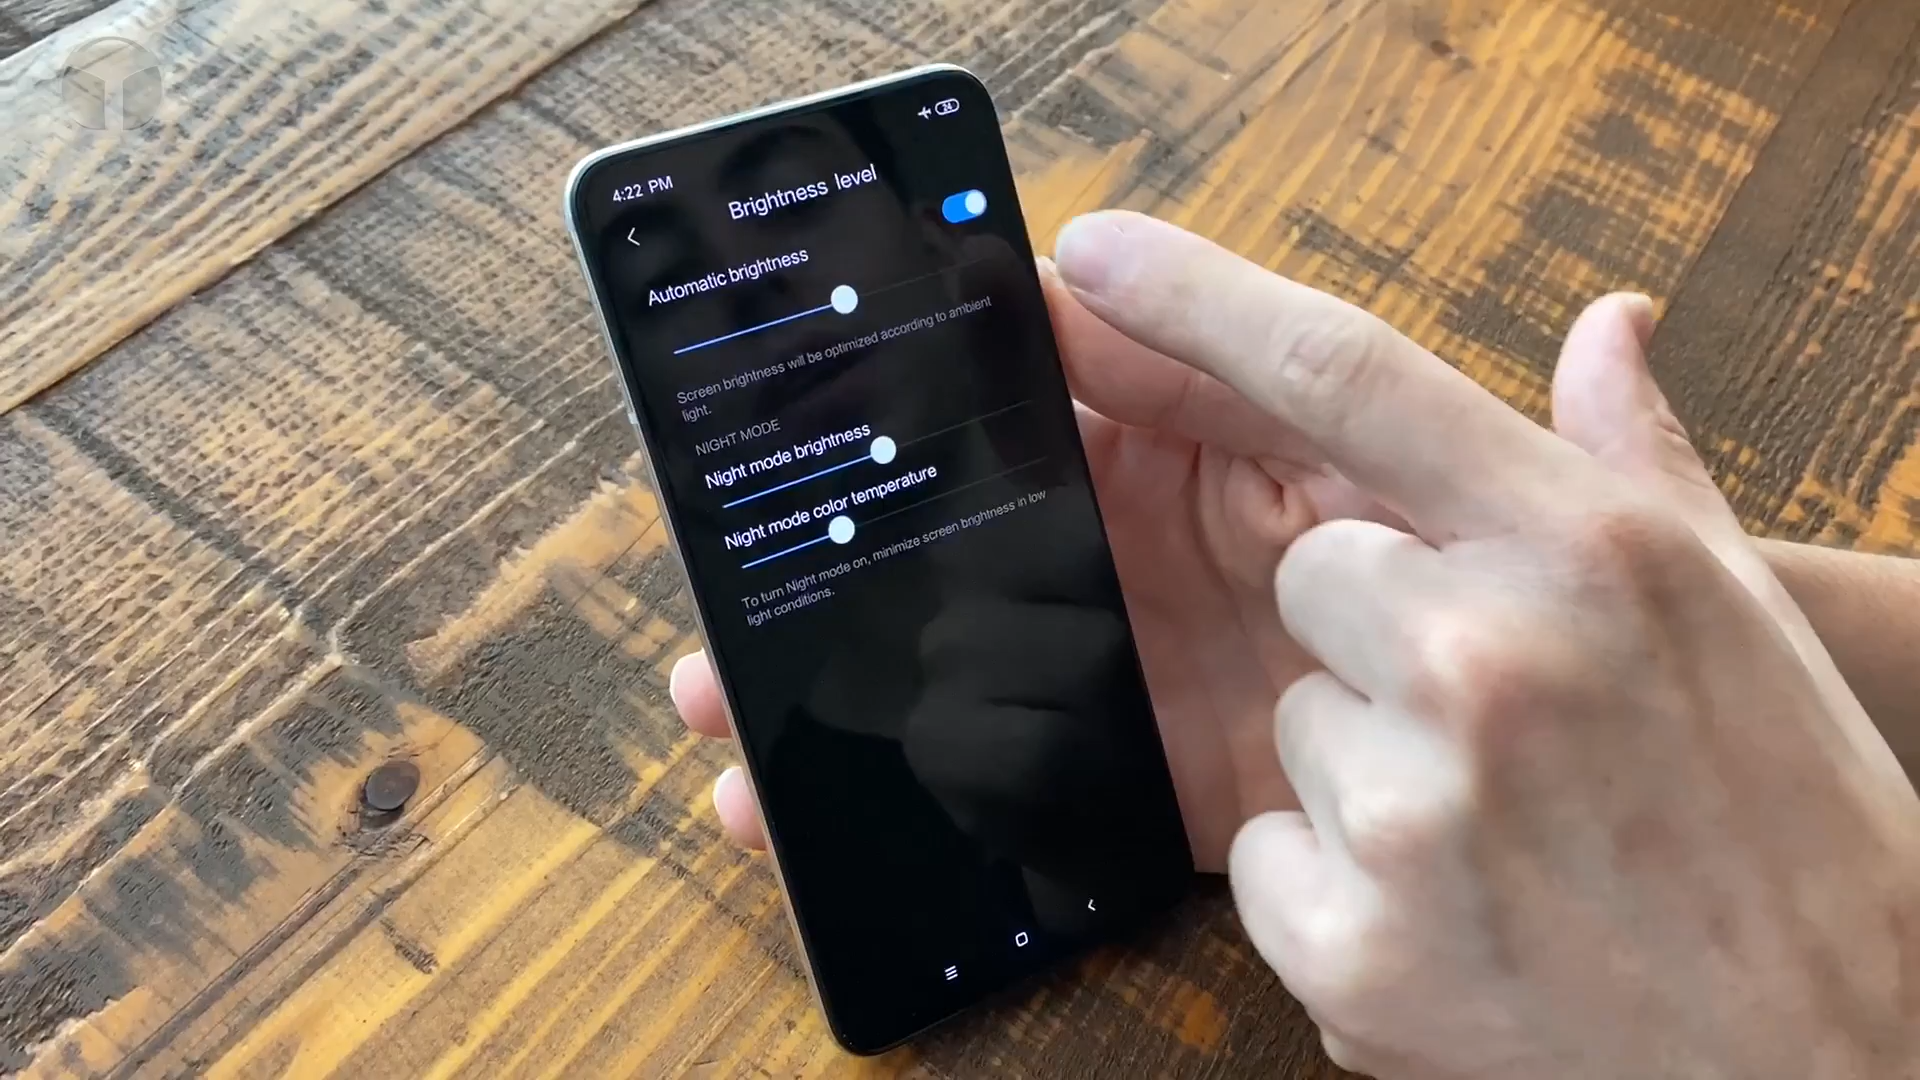 24
4:22 PM
Brightness level
Automatic brightness
Screen brightness will be optimized according to ambient
light.
NIGHT MODE
Night mode brightness
Night mode color temperature
To turn Night mode on, minimize screen brightness in low
light conditions.